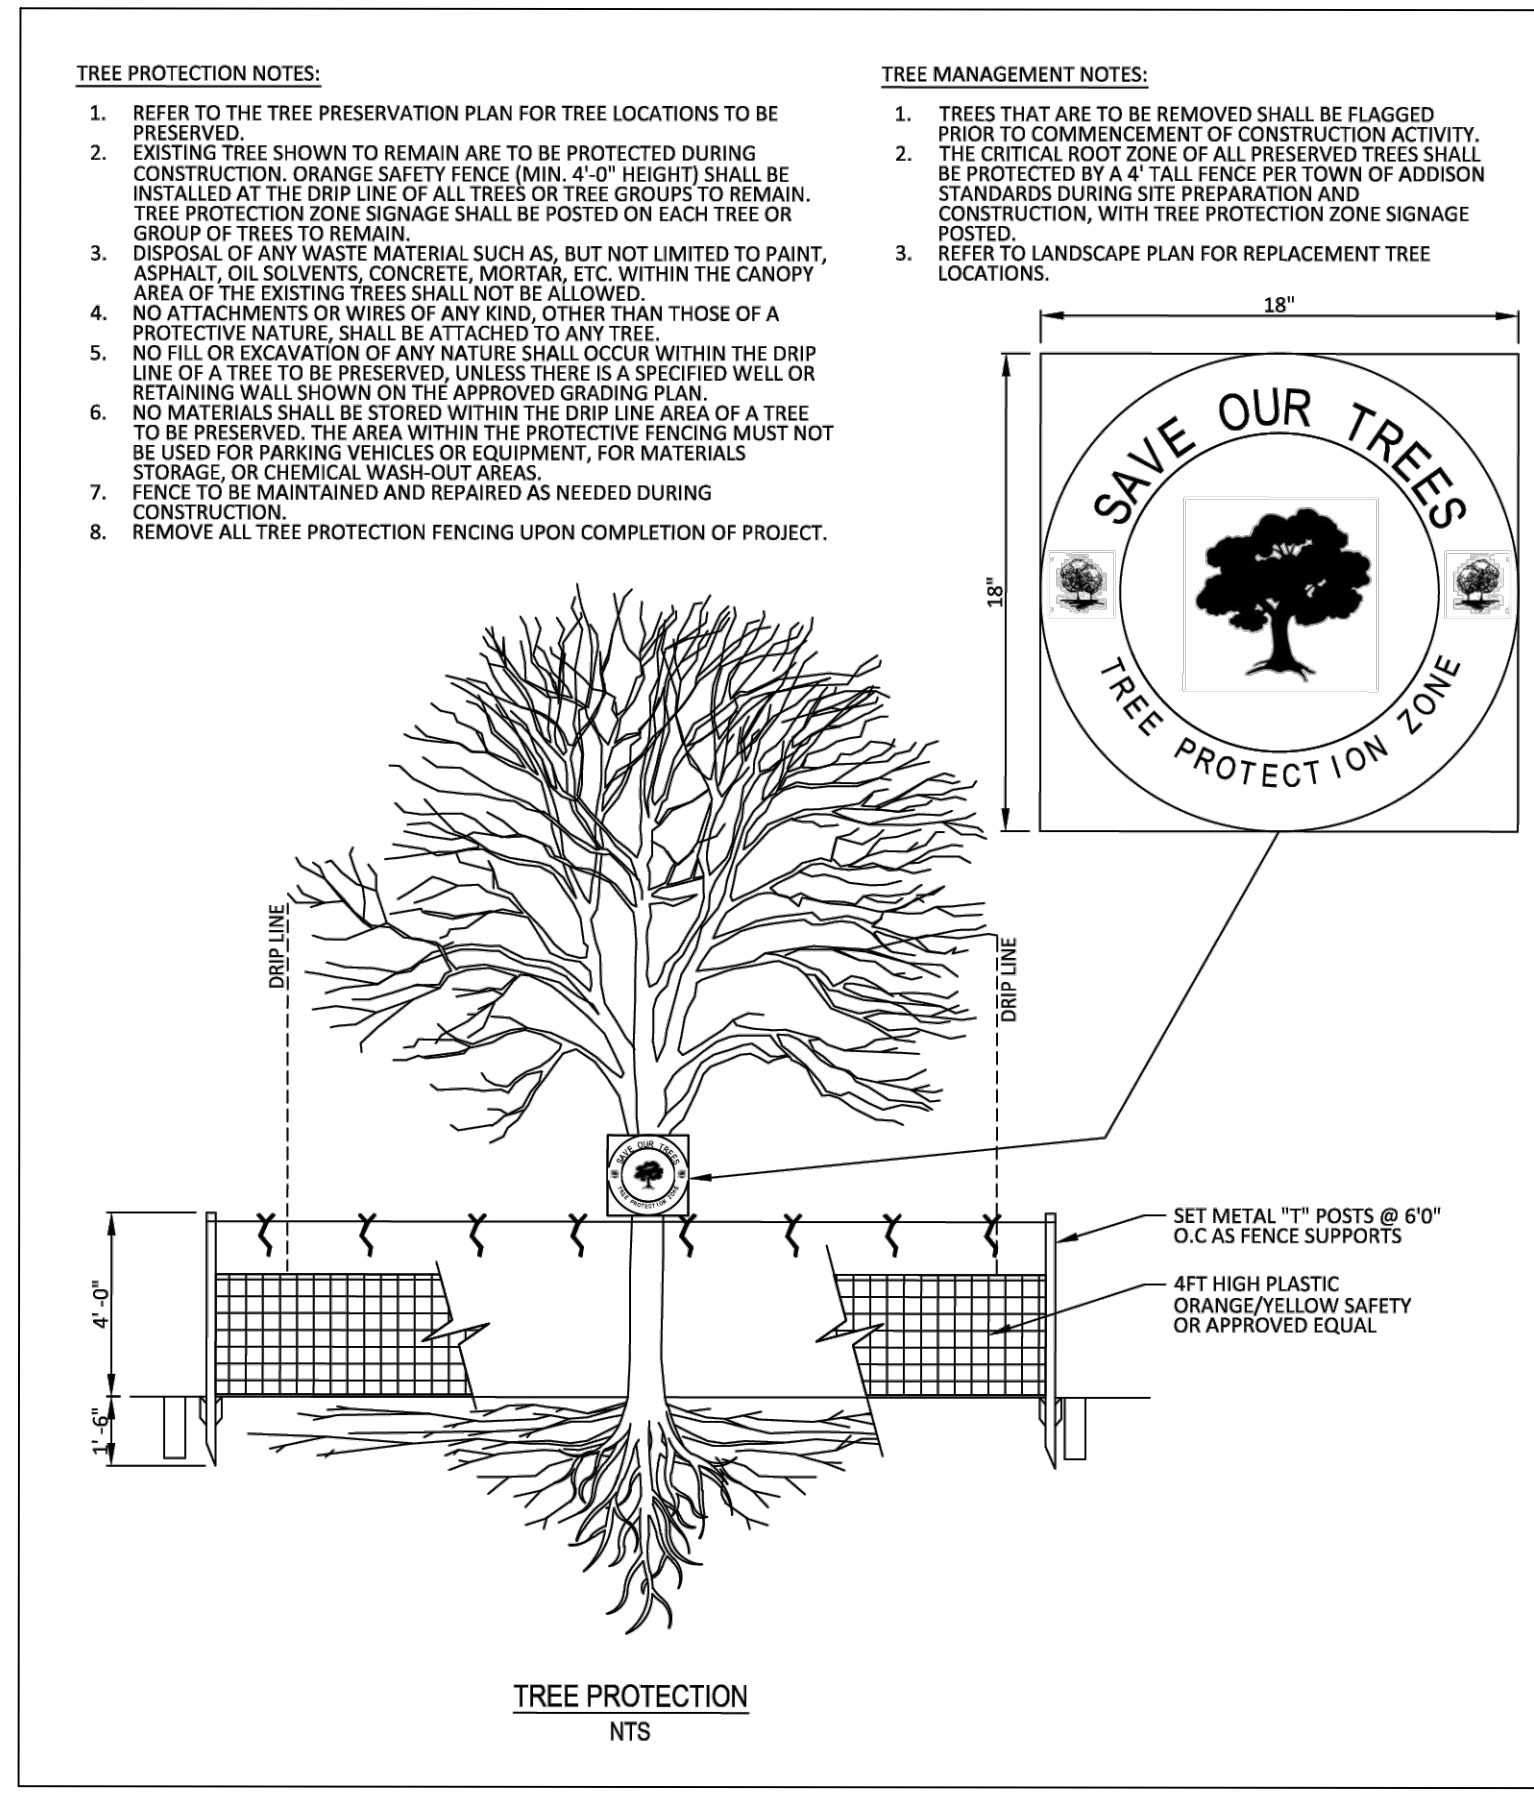 TREE PROTECTION NOTES:
1. REFER TO THE TREE PRESERVATION PLAN FOR TREE LOCATIONS TO BE
PRESERVED.
2. EXISTING TREE SHOWN TO REMAIN ARE TO BE PROTECTED DURING
CONSTRUCTION. ORANGE SAFETY FENCE (MIN. 4'-0" HEIGHT) SHALL BE
INSTALLED AT THE DRIP LINE OF ALL TREES OR TREE GROUPS TO REMAIN.
TREE PROTECTION ZONE SIGNAGE SHALL BE POSTED ON EACH TREE OR
GROUP OF TREES TO REMAIN.
3. DISPOSAL OF ANY WASTE MATERIAL SUCH AS, BUT NOT LIMITED TO PAINT,
ASPHALT, OIL SOLVENTS, CONCRETE, MORTAR, ETC. WITHIN THE CANOPY
AREA OF THE EXISTING TREES SHALL NOT BE ALLOWED.
4. NO ATTACHMENTS OR WIRES OF ANY KIND, OTHER THAN THOSE OF A
PROTECTIVE NATURE, SHALL BE ATTACHED TO ANY TREE.
5. NO FILL OR EXCAVATION OF ANY NATURE SHALL OCCUR WITHIN THE DRIP
LINE OF A TREE TO BE PRESERVED, UNLESS THERE IS A SPECIFIED WELL OR
RETAINING WALL SHOWN ON THE APPROVED GRADING PLAN.
6. NO MATERIALS SHALL BE STORED WITHIN THE DRIP LINE AREA OF A TREE
TO BE PRESERVED. THE AREA WITHIN THE PROTECTIVE FENCING MUST NOT
BE USED FOR PARKING VEHICLES OR EQUIPMENT, FOR MATERIALS
STORAGE, OR CHEMICAL WASH-OUT AREAS.
7. FENCE TO BE MAINTAINED AND REPAIRED AS NEEDED DURING
CONSTRUCTION.
8. REMOVE ALL TREE PROTECTION FENCING UPON COMPLETION OF PROJECT.
TREE MANAGEMENT NOTES:
1. TREES THAT ARE TO BE REMOVED SHALL BE FLAGGED
PRIOR TO COMMENCEMENT OF CONSTRUCTION ACTIVITY.
2. THE CRITICAL ROOT ZONE OF ALL PRESERVED TREES SHALL
BE PROTECTED BY A 4' TALL FENCE PER TOWN OF ADDISON
STANDARDS DURING SITE PREPARATION AND
CONSTRUCTION, WITH TREE PROTECTION ZONE SIGNAGE
POSTED.
3. REFER TO LANDSCAPE PLAN FOR REPLACEMENT TREE
LOCATIONS.
18"
18"
SAVE OUR TREES
TREE PROTECTION ZONE
DRIP LINE
DRIP LINE
SAVE OUR TREES
TREE PROTECTION ZONE
SET METAL "T" POSTS @ 6'0"
O.C AS FENCE SUPPORTS
4FT HIGH PLASTIC
ORANGE/YELLOW SAFETY
OR APPROVED EQUAL
4'-0"
1'-6"
TREE PROTECTION
NTS